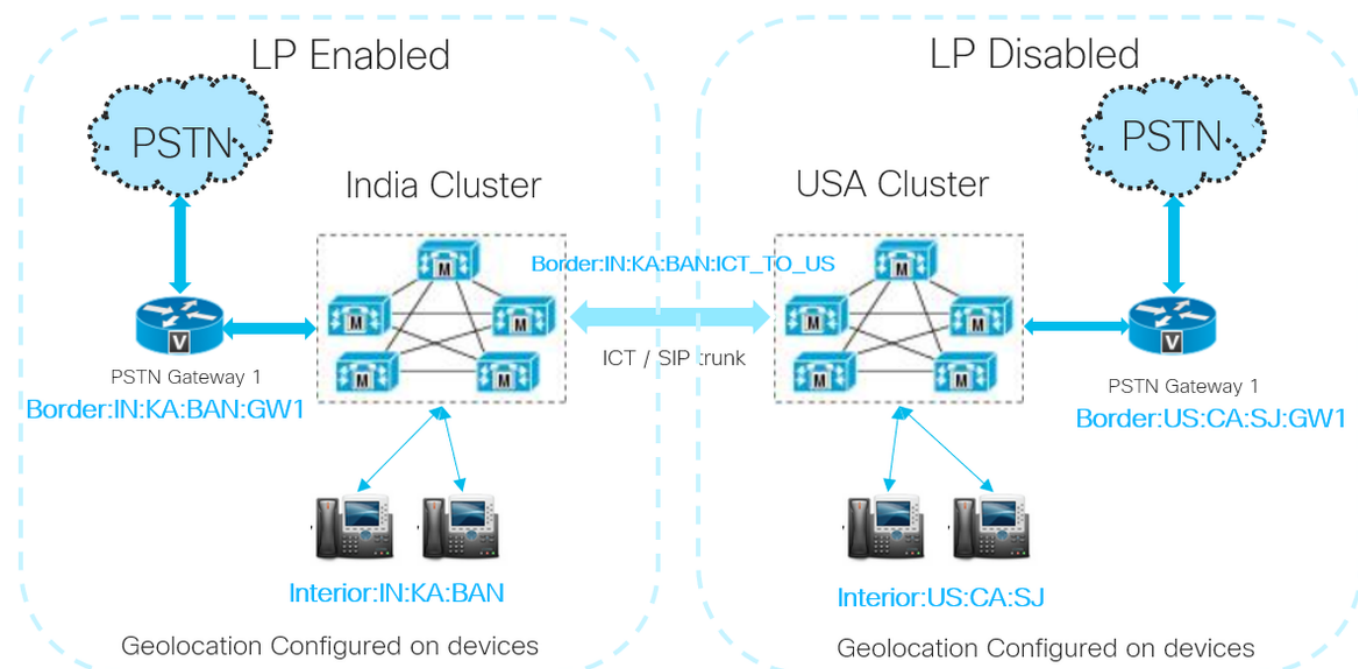 LP Enabled
LP Disabled
PSTN
PSTN
India Cluster
USA Cluster
Border:IN:KA:BAN:ICT_TO_US
M
M
M
M
M
M
M
M
M
M
V
V
ICT / SIP trunk
PSTN Gateway 1
Border:IN:KA:BAN:GW1
PSTN Gateway 1
Border:US:CA:SJ:GW1
Interior:IN:KA:BAN
Interior:US:CA:SJ
Geolocation Configured on devices
Geolocation Configured on devices